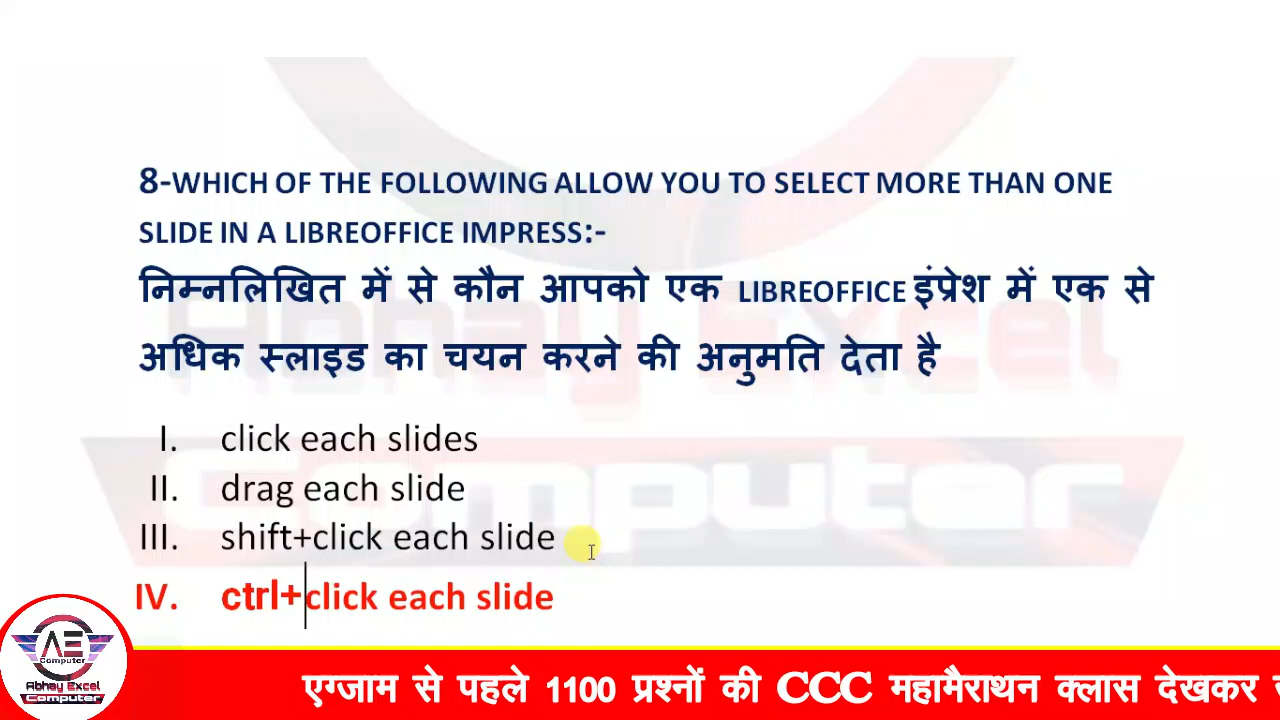 8-WHICH OF THE FOLLOWING ALLOW YOU TO SELECT MORE THAN ONE
SLIDE IN A LIBREOFFICE IMPRESS:-
निम्नलिखित में से कौन आपको एक LIBREOFFICE इंप्रेश में एक से
अधिक स्लाइड का चयन करने की अनुमति देता है
I. click each slides
II. drag each slide
III. shift+click each slide
IV. ctrl+click each slide
Abhay Excel
Computer
AE
Computer
Abhay Excel
Computer
एग्जाम से पहले 1100 प्रश्नों की CCC महामैराथन क्लास देखकर